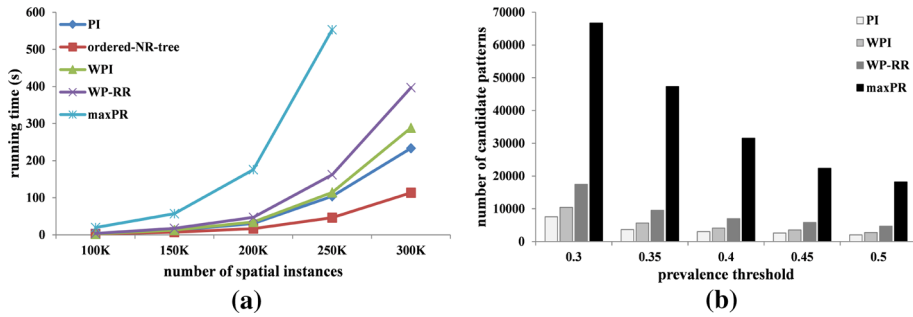 600
500
400
300
200
100
0
running time (s)
PI
ordered-NR-tree
WPI
WP-RR
maxPR
100K 150K 200K 250K 300K
number of spatial instances
(a)
70000
60000
50000
40000
30000
20000
10000
0
number of candidate patterns
PI
WPI
WP-RR
maxPR
0.3 0.35 0.4 0.45 0.5
prevalence threshold
(b)